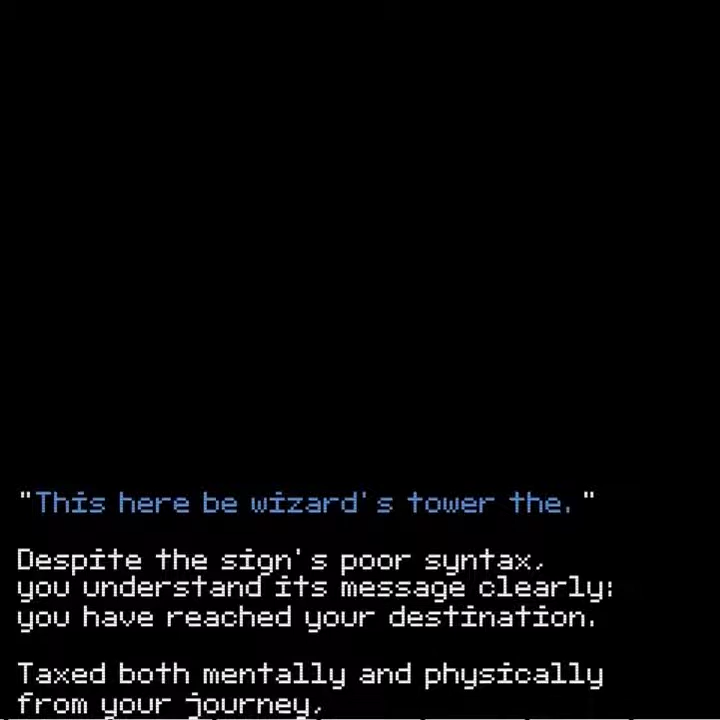 "This here be wizard's tower the."
Despite the sign's poor syntax,
you understand its message clearly:
you have reached your destination.
Taxed both mentally and physically
from your journey,